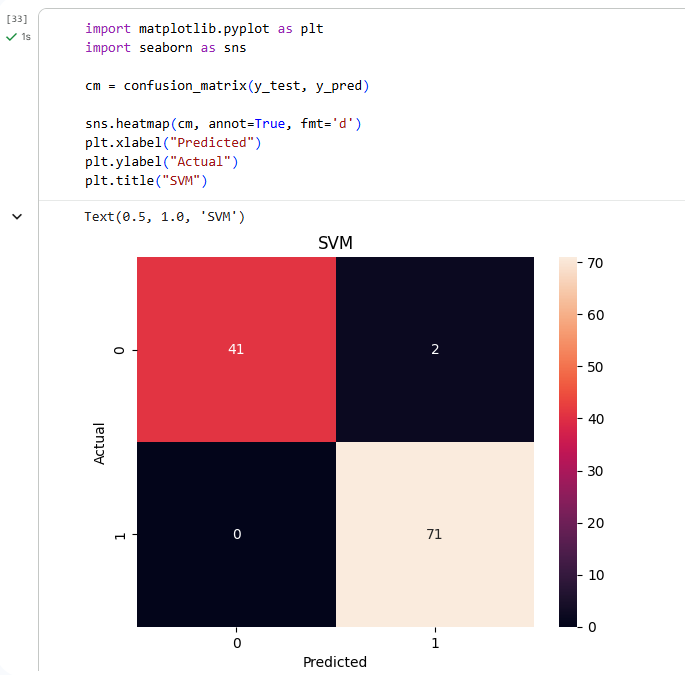 [33]
1s
import matplotlib.pyplot as plt
import seaborn as sns
cm = confusion_matrix(y_test, y_pred)
sns.heatmap(cm, annot=True, fmt='d')
plt.xlabel("Predicted")
plt.ylabel("Actual")
plt.title("SVM")
Text(0.5, 1.0, 'SVM')
SVM
70
60
50
40
30
20
10
0
0
41
2
Actual
1
0
71
0
1
Predicted